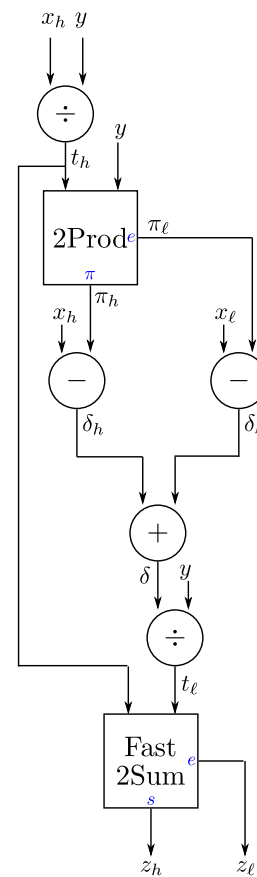 x_h y
÷
t_h y
2Prod e π_ℓ
π
π_h
x_h x_ℓ
− −
δ_h
+
δ y
÷
t_ℓ
Fast
2Sum e
s
z_h z_ℓ